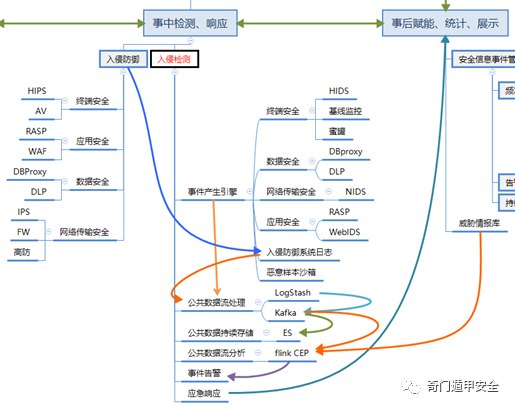 事中检测、响应
事后赋能、统计、展示
入侵防御
入侵检测
安全信息事件管
HIPS
AV
终端安全
RASP
WAF
应用安全
DBProxy
DLP
数据安全
IPS
FW
高防
网络传输安全
事件产生引擎
终端安全
HIDS
基线监控
蜜罐
数据安全
DBproxy
DLP
网络传输安全
NIDS
应用安全
RASP
WebIDS
入侵防御系统日志
恶意样本沙箱
公共数据流处理
LogStash
Kafka
公共数据持续存储
ES
公共数据流分析
flink CEP
事件告警
应急响应
频
告
持
威胁情报库
奇门遁甲安全